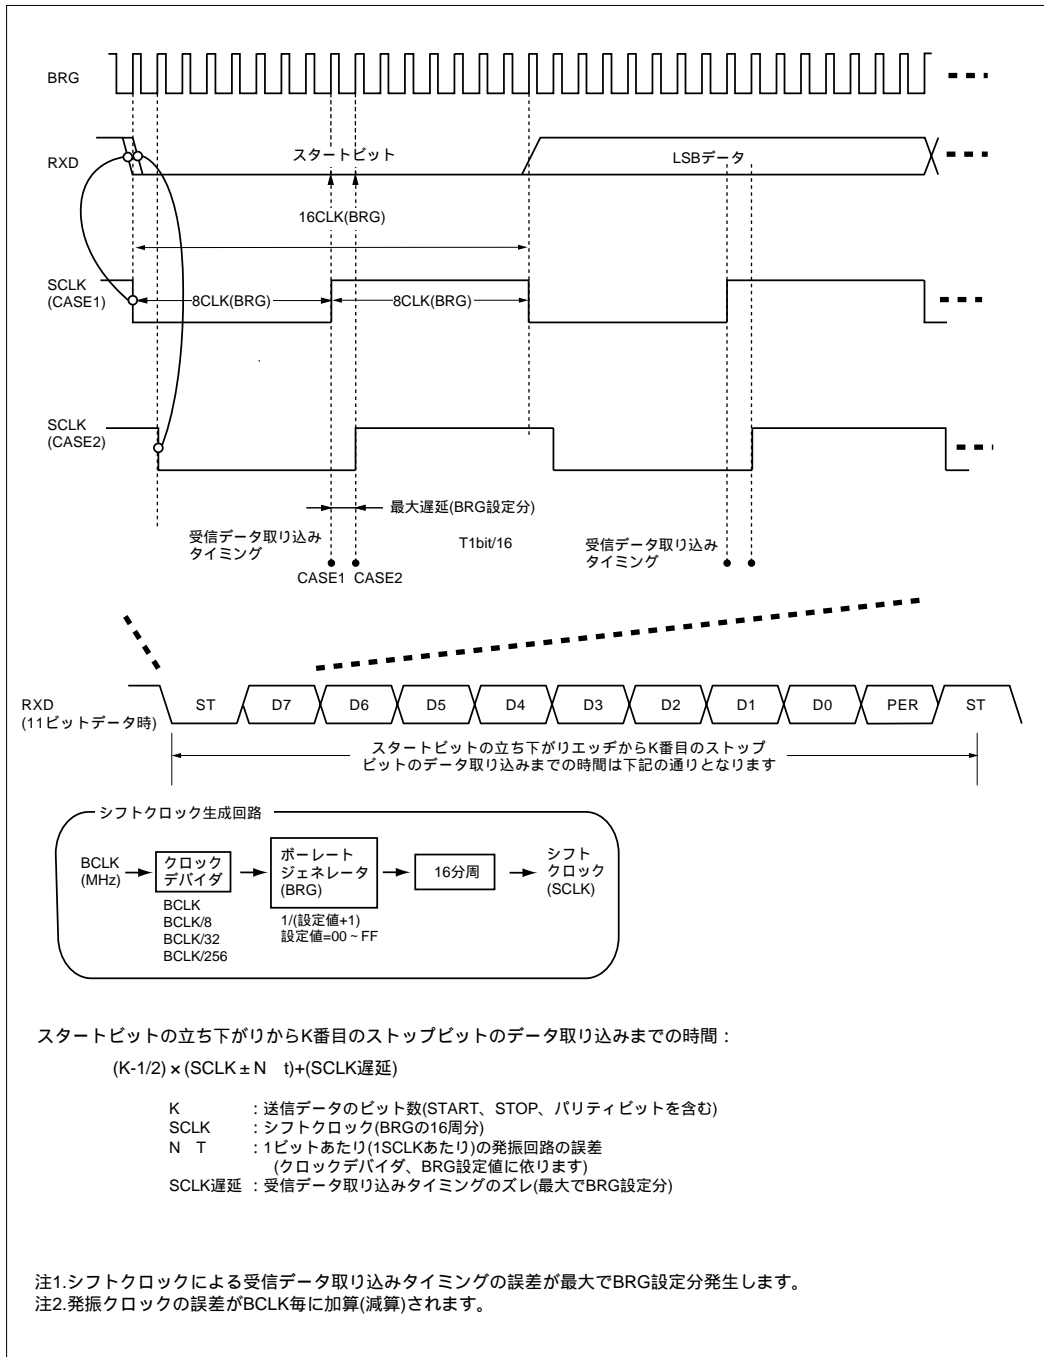 BRG
RXD
スタートビット
LSBデータ
16CLK(BRG)
SCLK
(CASE1)
8CLK(BRG)
8CLK(BRG)
SCLK
(CASE2)
最大遅延(BRG設定分)
受信データ取り込み
タイミング
T1bit/16
受信データ取り込み
タイミング
CASE1 CASE2
RXD
(11ビットデータ時)
ST D7 D6 D5 D4 D3 D2 D1 D0 PER ST
スタートビットの立ち下がりエッヂからK番目のストップ
ビットのデータ取り込みまでの時間は下記の通りとなります
シフトクロック生成回路
BCLK
(MHz)
クロック
デバイダ
BCLK
BCLK/8
BCLK/32
BCLK/256
ボーレート
ジェネレータ
(BRG)
1/(設定値+1)
設定値=00～FF
16分周
シフト
クロック
(SCLK)
スタートビットの立ち下がりからK番目のストップビットのデータ取り込みまでの時間：
(K-1/2)×(SCLK±N t)+(SCLK遅延)
K ：送信データのビット数(START、STOP、パリティビットを含む)
SCLK ：シフトクロック(BRGの16周分)
N T ：1ビットあたり(1SCLKあたり)の発振回路の誤差
(クロックデバイダ、BRG設定値に依ります)
SCLK遅延 ：受信データ取り込みタイミングのズレ(最大でBRG設定分)
注1.シフトクロックによる受信データ取り込みタイミングの誤差が最大でBRG設定分発生します。
注2.発振クロックの誤差がBCLK毎に加算(減算)されます。